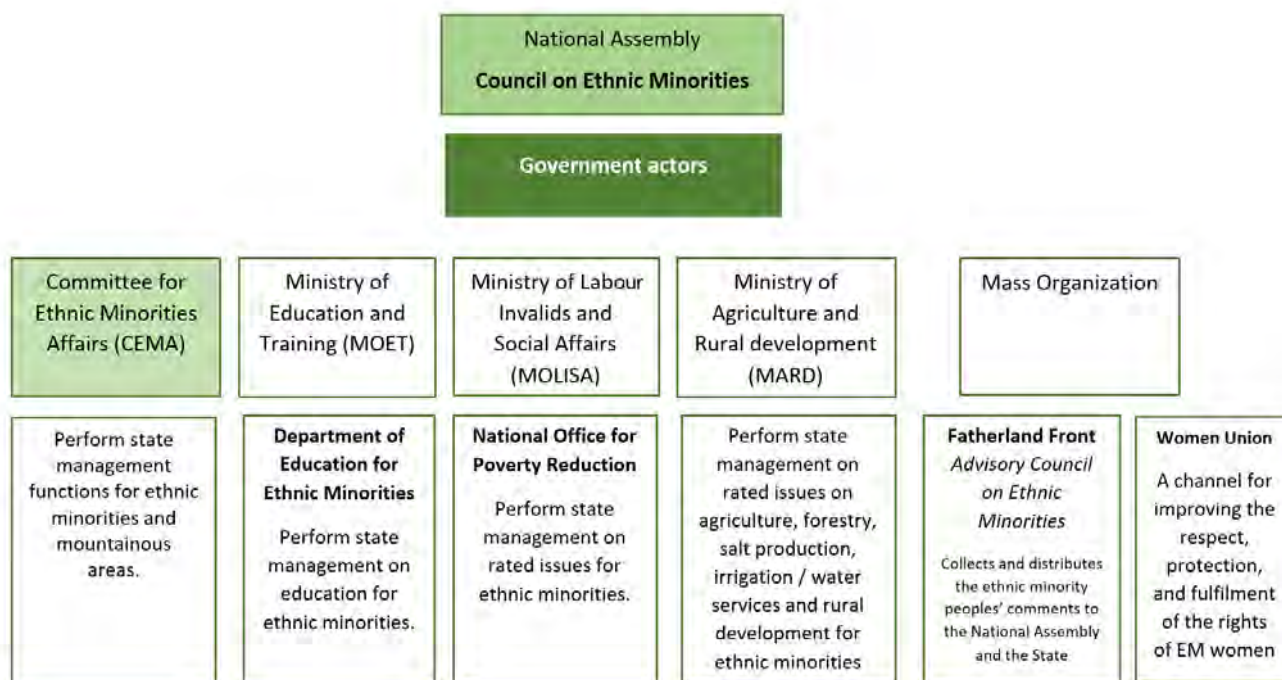 National Assembly
Council on Ethnic Minorities
Government actors
Committee for
Ethnic Minorities
Affairs (CEMA)
Ministry of
Education and
Training (MOET)
Ministry of Labour
Invalids and
Social Affairs
(MOLISA)
Ministry of
Agriculture and
Rural development
(MARD)
Mass Organization
Perform state
management
functions for ethnic
minorities and
mountainous
areas.
Department of
Education for
Ethnic Minorities
Perform state
management on
education for
ethnic minorities.
National Office for
Poverty Reduction
Perform state
management on
rated issues for
ethnic minorities.
Perform state
management on
rated issues on
agriculture, forestry,
salt production,
irrigation / water
services and rural
development for
ethnic minorities
Fatherland Front
Advisory Council
on Ethnic
Minorities
Collects and distributes
the ethnic minority
peoples’ comments to
the National Assembly
and the State
Women Union
A channel for
improving the
respect,
protection,
and fulfilment
of the rights
of EM women